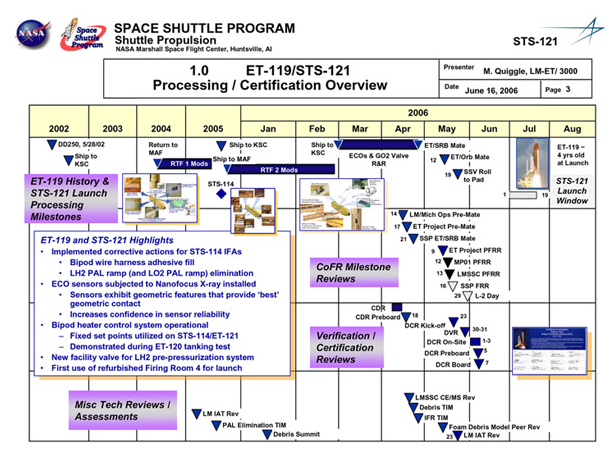 NASA
Space
Shuttle
Program
SPACE SHUTTLE PROGRAM
Shuttle Propulsion
NASA Marshall Space Flight Center, Huntsville, Al
STS-121
1.0 ET-119/STS-121
Processing / Certification Overview
Presenter M. Quiggle, LM-ET/ 3000
Date June 16, 2006 Page 3
2006
2002 2003 2004 2005 Jan Feb Mar Apr May Jun Jul Aug
DD250, 5/28/02
Ship to
KSC
Return to
MAF
RTF 1 Mods
Ship to KSC
Ship to MAF
RTF 2 Mods
STS-114
Ship to
KSC
ECOs & GO2 Valve
R&R
ET/SRB Mate
12 ET/Orb Mate
19 SSV Roll
to Pad
1 19
ET-119 ~
4 yrs old
at Launch
STS-121
Launch
Window
ET-119 History &
STS-121 Launch
Processing
Milestones
14 LM/Mich Ops Pre-Mate
17 ET Project Pre-Mate
21 SSP ET/SRB Mate
9 ET Project PFRR
12 MP01 PFRR
13 LMSSC PFRR
16 SSP FRR
29 L-2 Day
CoFR Milestone
Reviews
ET-119 and STS-121 Highlights
• Implemented corrective actions for STS-114 IFAs
• Bipod wire harness adhesive fill
• LH2 PAL ramp (and LO2 PAL ramp) elimination
• ECO sensors subjected to Nanofocus X-ray installed
• Sensors exhibit geometric features that provide ‘best’
geometric contact
• Increases confidence in sensor reliability
• Bipod heater control system operational
– Fixed set points utilized on STS-114/ET-121
– Demonstrated during ET-120 tanking test
• New facility valve for LH2 pre-pressurization system
• First use of refurbished Firing Room 4 for launch
CDR
CDR Preboard 18
DCR Kick-off 23
DVR 30-31
DCR On-Site 1-3
DCR Preboard 5
DCR Board 7
Verification /
Certification
Reviews
Misc Tech Reviews /
Assessments
LM IAT Rev
PAL Elimination TIM
Debris Summit
LMSSC CE/MS Rev
Debris TIM
IFR TIM
Foam Debris Model Peer Rev
23 LM IAT Rev